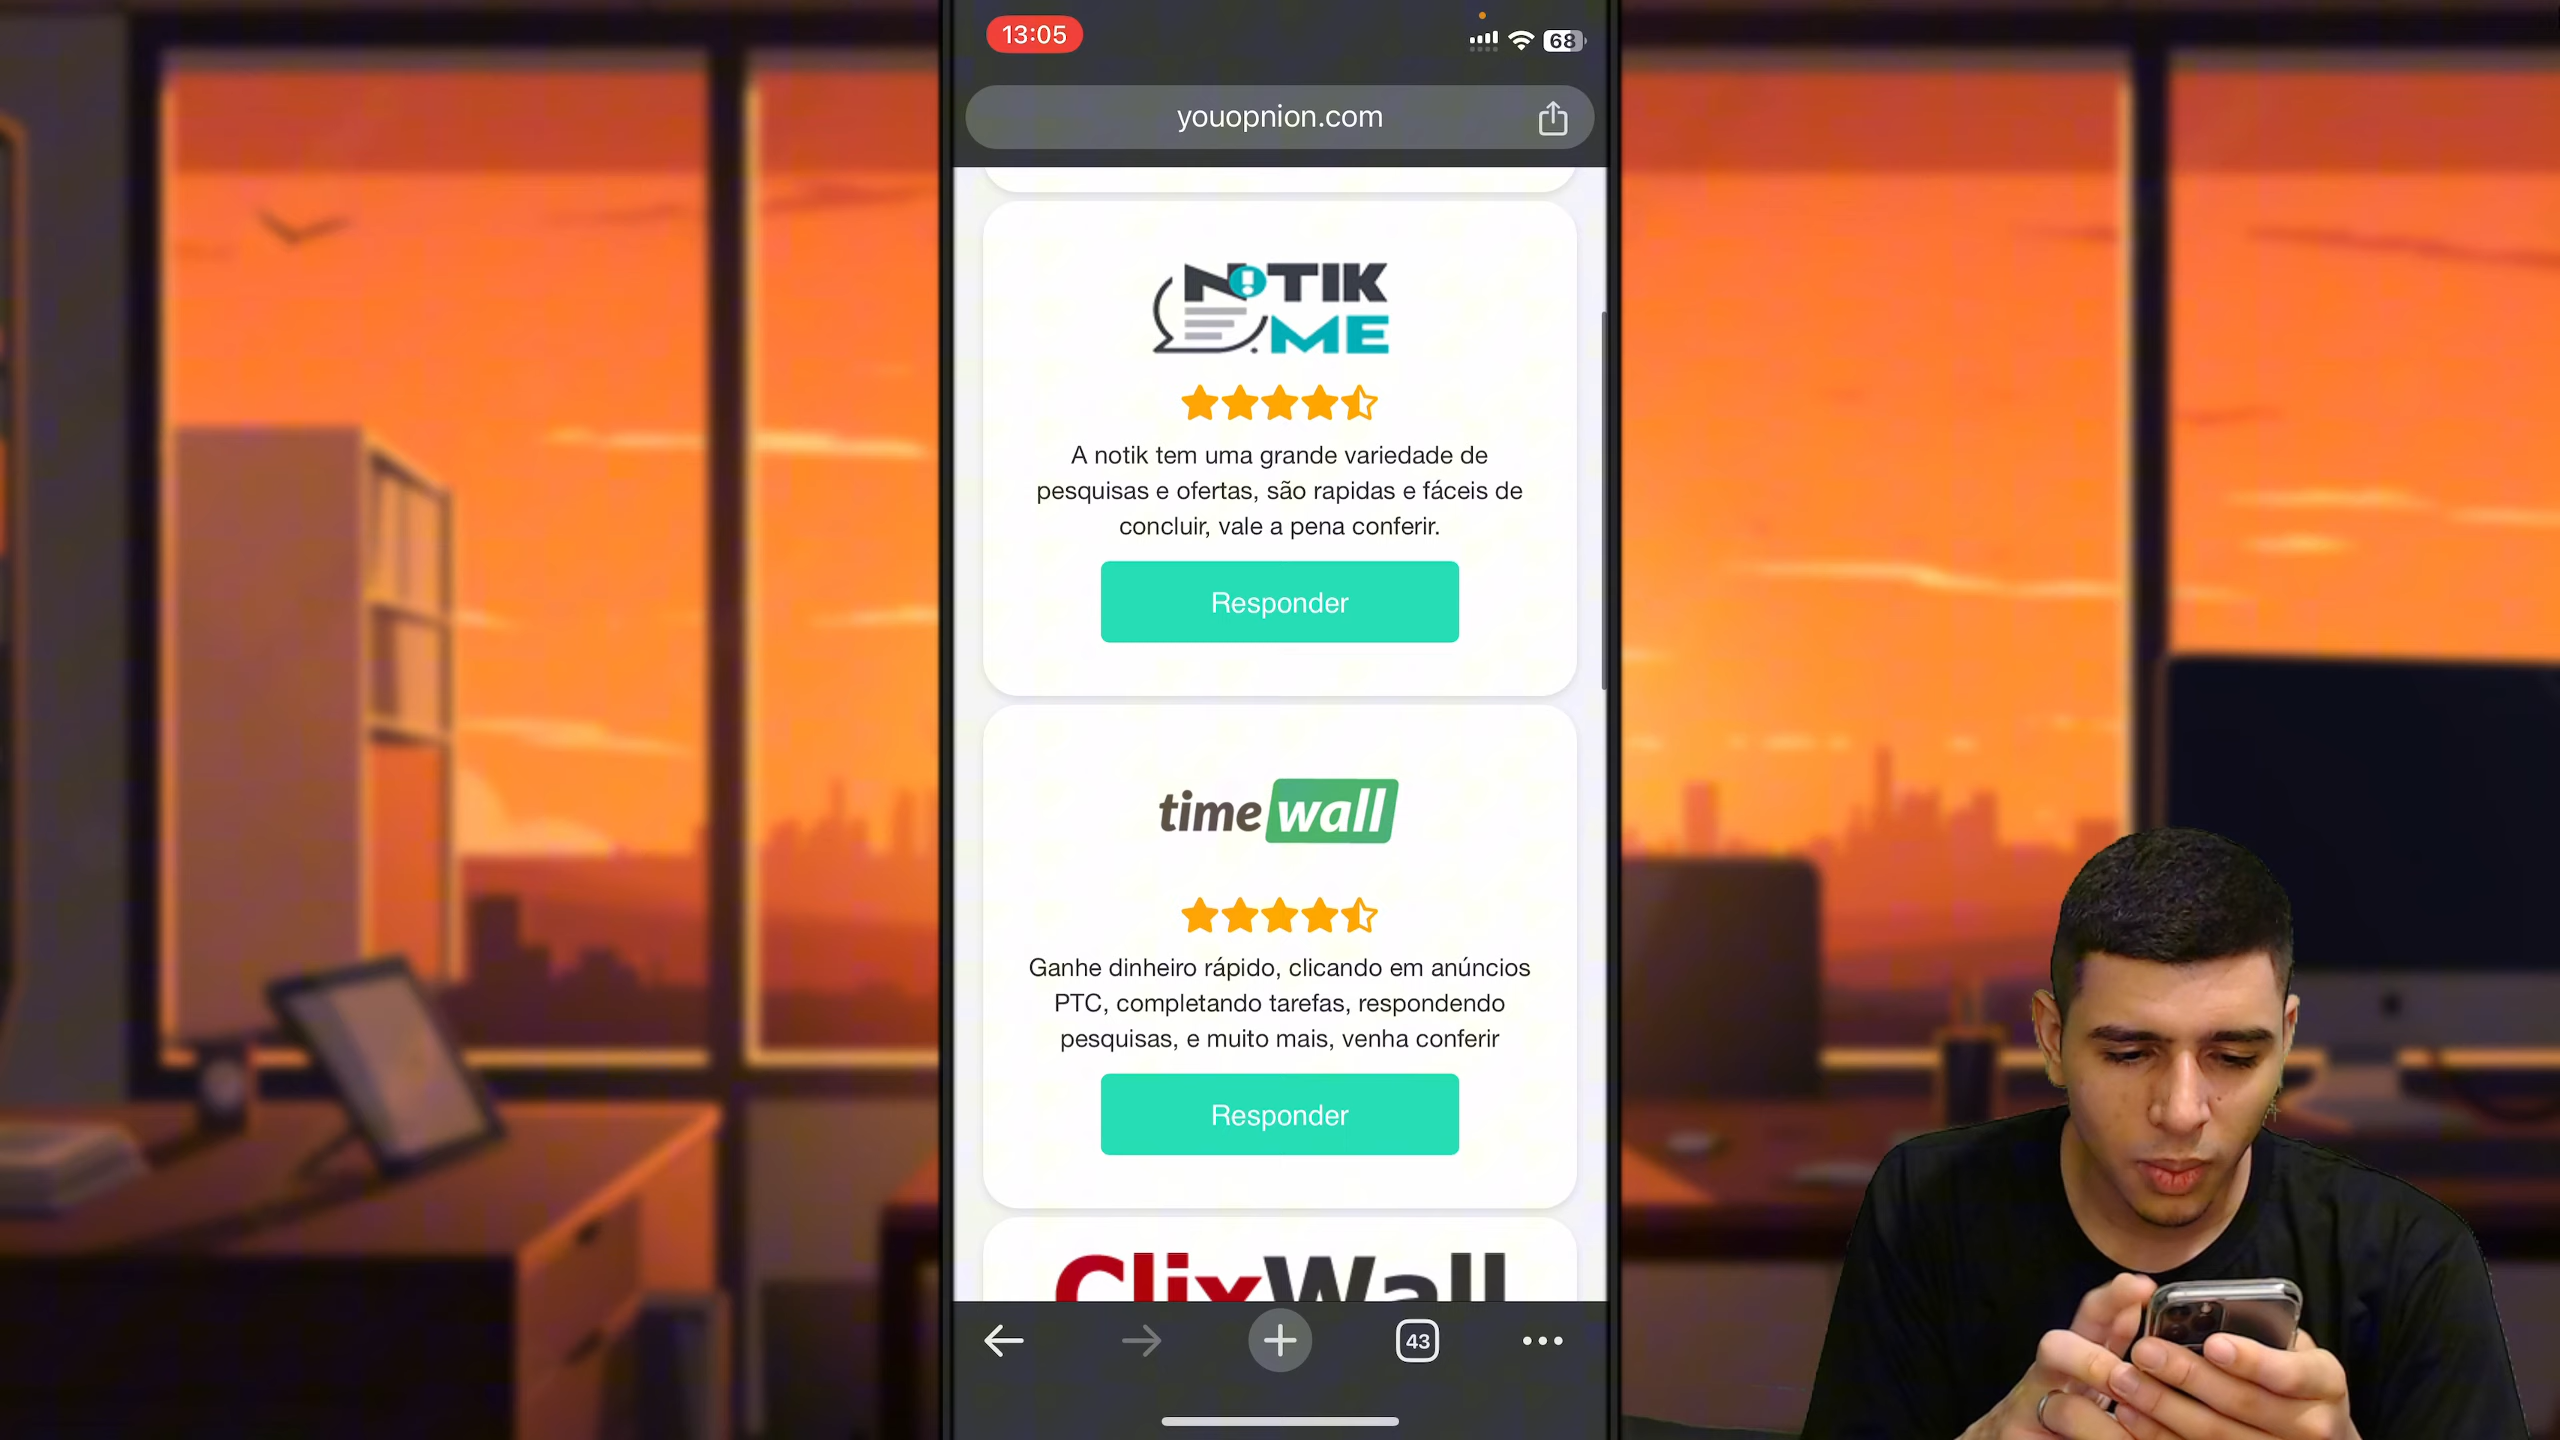 13:05
68
youopnion.com
NOTIK
ME
A notik tem uma grande variedade de
pesquisas e ofertas, são rapidas e fáceis de
concluir, vale a pena conferir.
Responder
time wall
Ganhe dinheiro rápido, clicando em anúncios
PTC, completando tarefas, respondendo
pesquisas, e muito mais, venha conferir
Responder
ClixWall
43